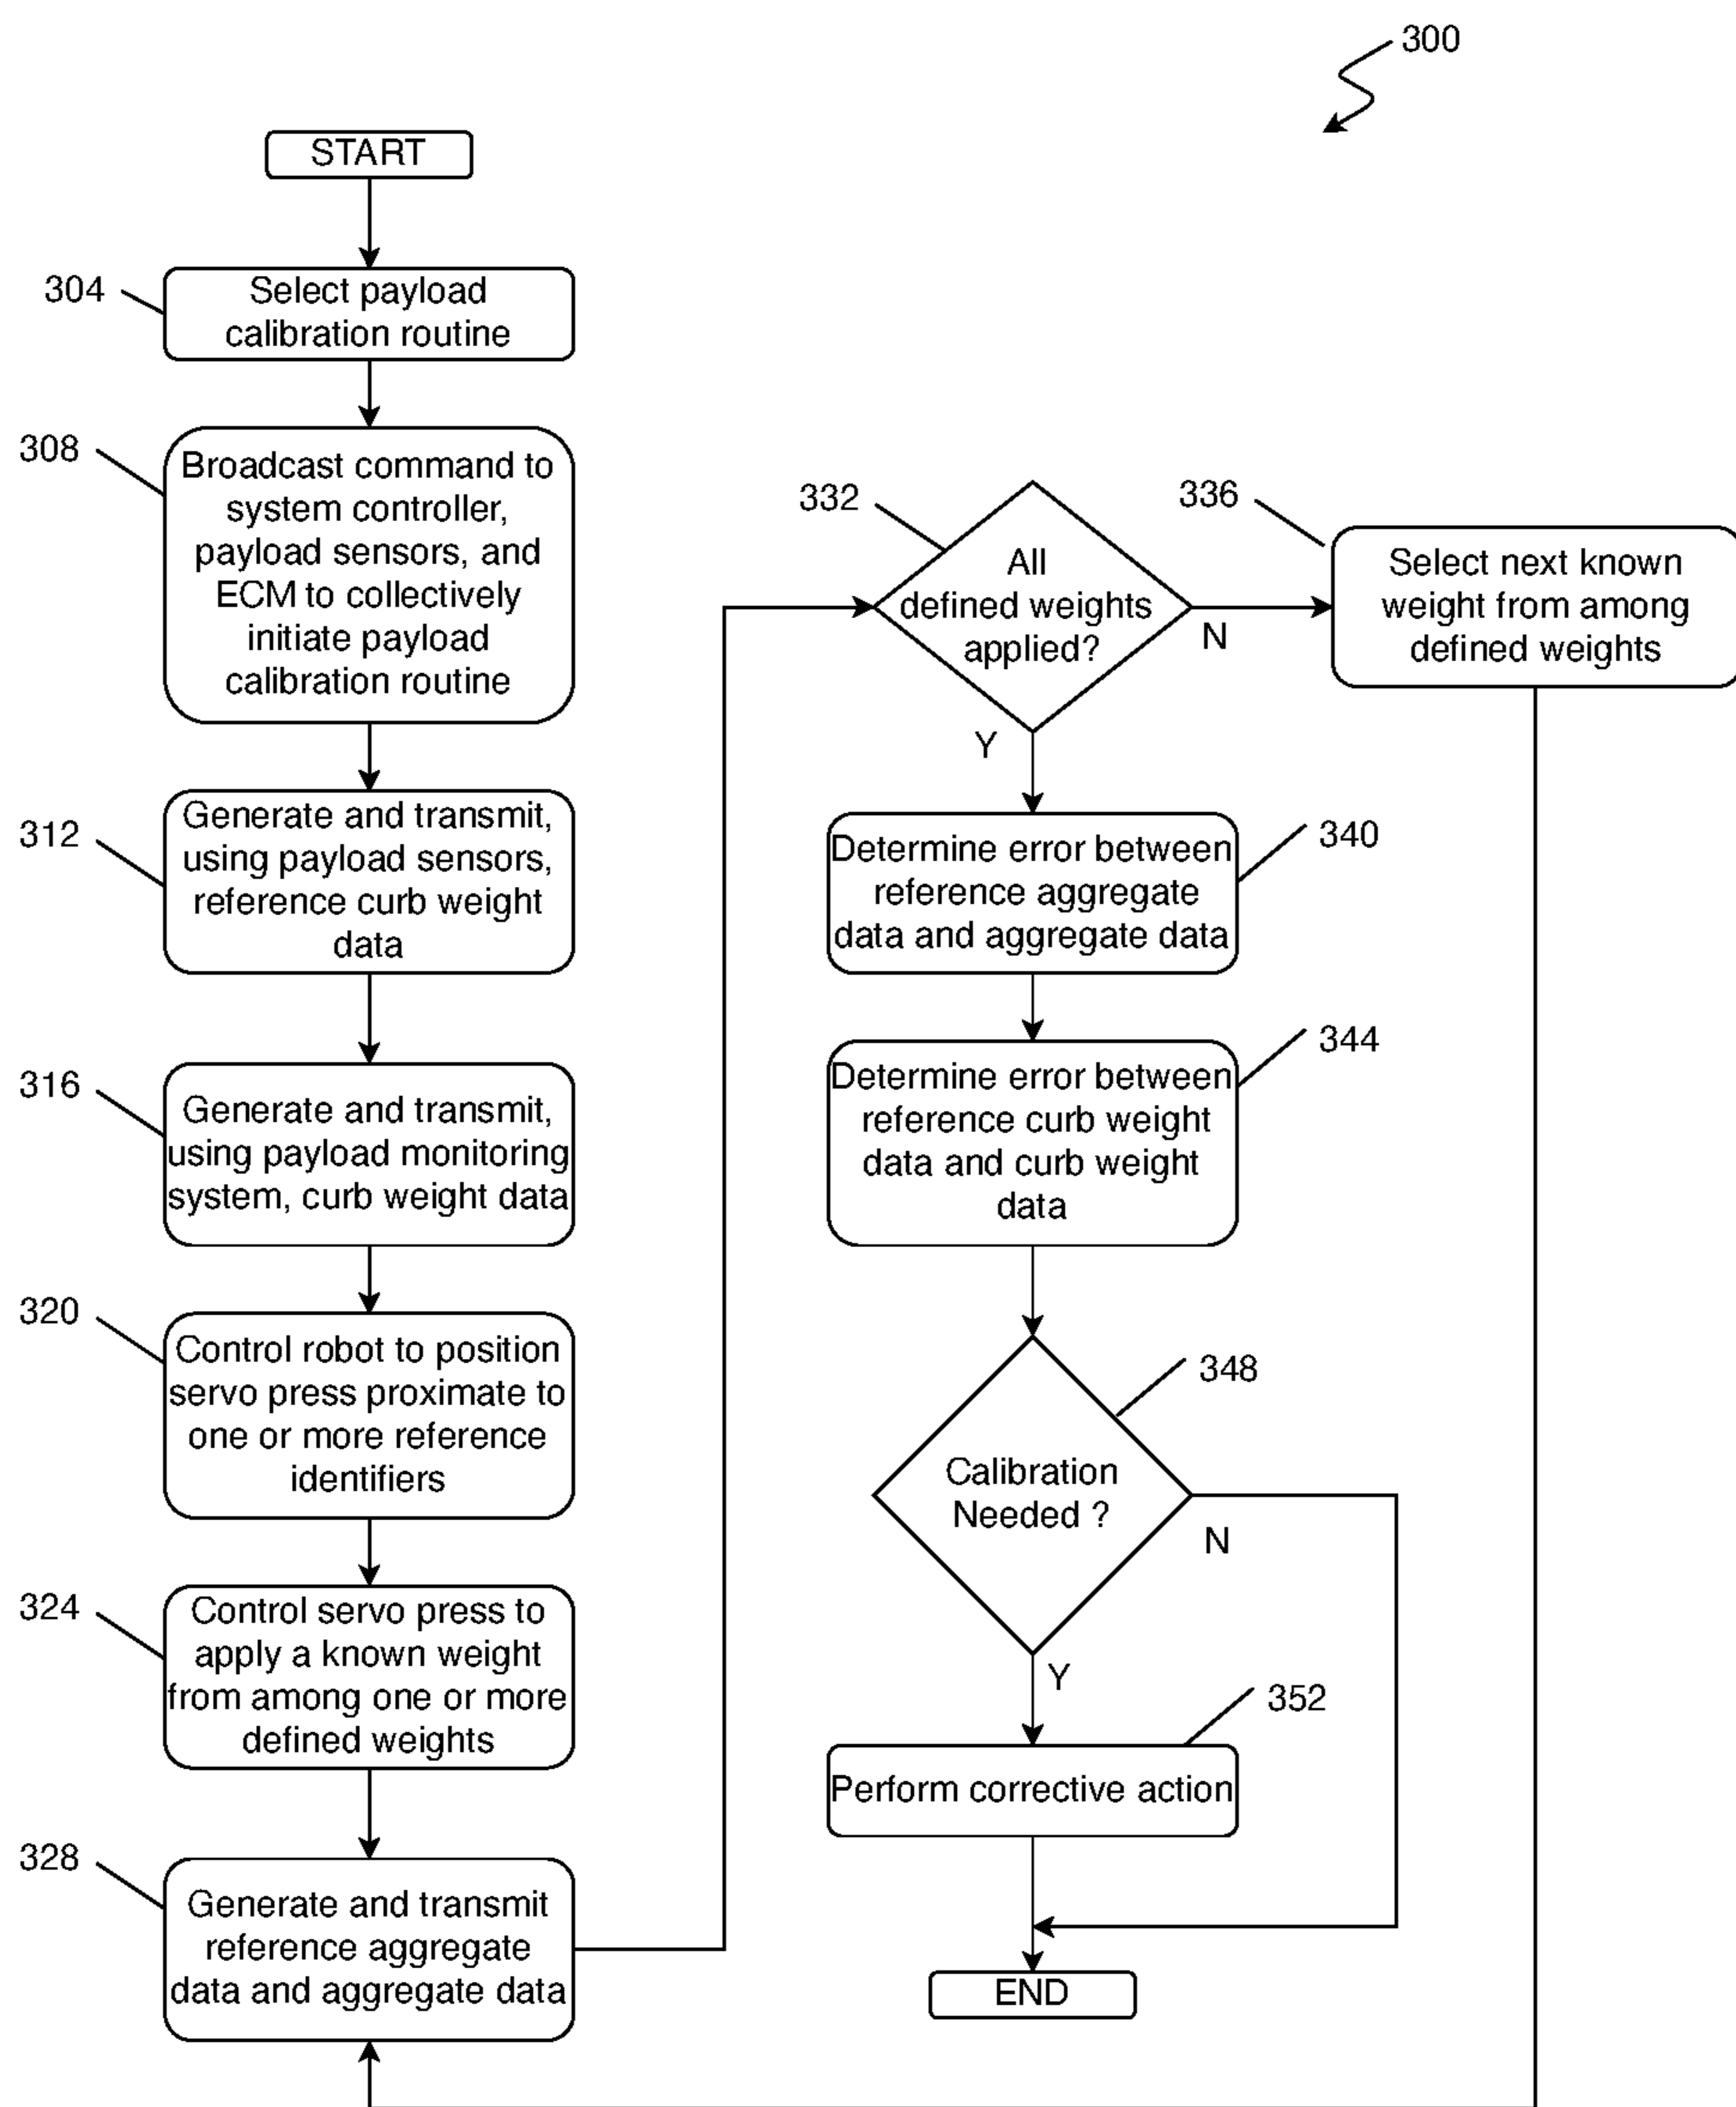 300
START
304
Select payload
calibration routine
308
Broadcast command to
system controller,
payload sensors, and
ECM to collectively
initiate payload
calibration routine
312
Generate and transmit,
using payload sensors,
reference curb weight
data
316
Generate and transmit,
using payload monitoring
system, curb weight data
320
Control robot to position
servo press proximate to
one or more reference
identifiers
324
Control servo press to
apply a known weight
from among one or more
defined weights
328
Generate and transmit
reference aggregate
data and aggregate data
332
All
defined weights
applied?
N
Y
336
Select next known
weight from among
defined weights
340
Determine error between
reference aggregate
data and aggregate data
344
Determine error between
reference curb weight
data and curb weight
data
348
Calibration
Needed ?
N
Y
352
Perform corrective action
END